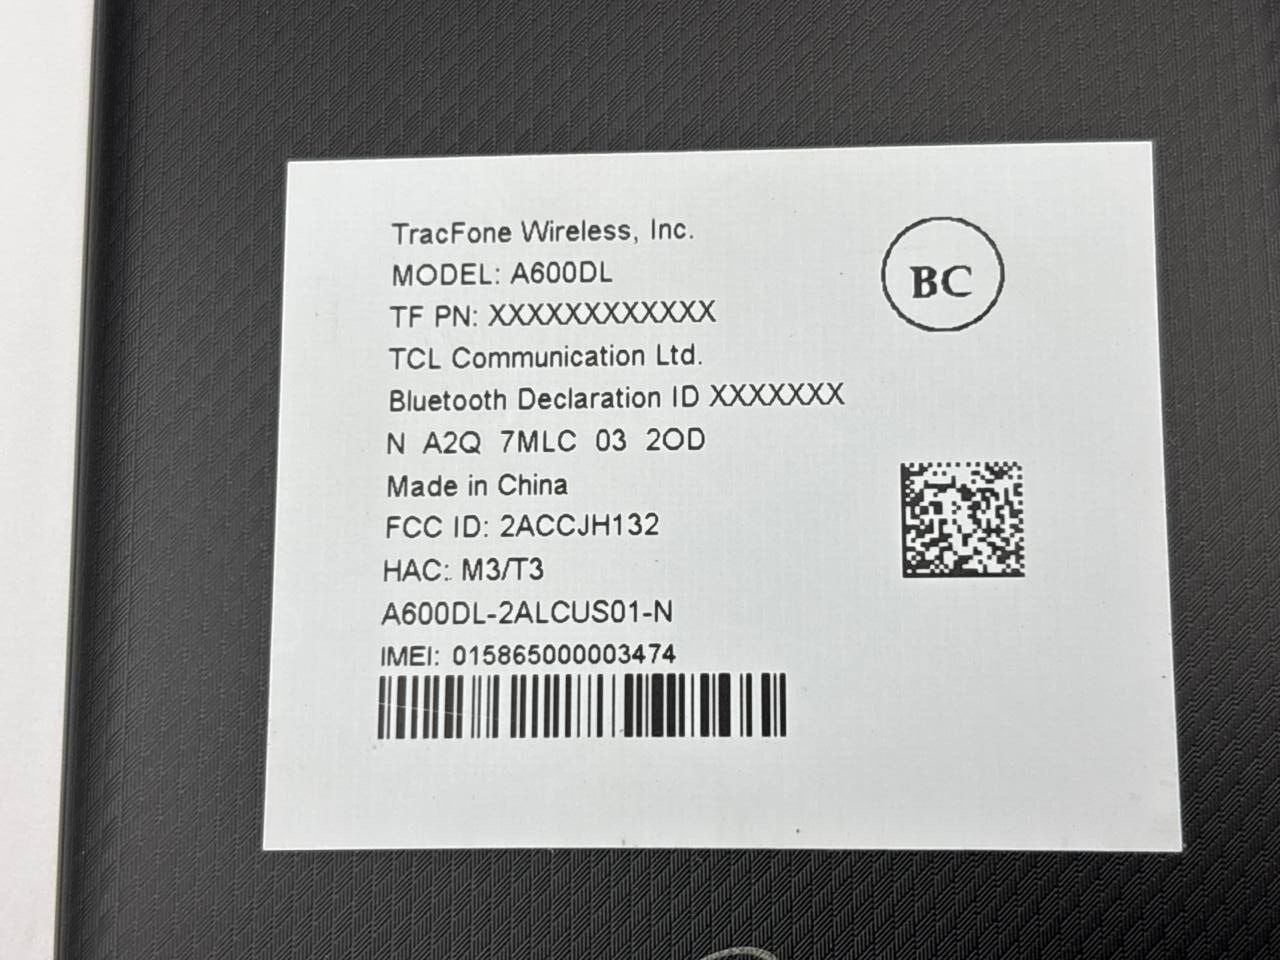 TracFone Wireless, Inc.
MODEL: A600DL
TF PN: XXXXXXXXXXXX
TCL Communication Ltd.
Bluetooth Declaration ID XXXXXXX
N A2Q 7MLC 03 2OD
Made in China
FCC ID: 2ACCJH132
HAC: M3/T3
A600DL-2ALCUS01-N
IMEI: 015865000003474
BC